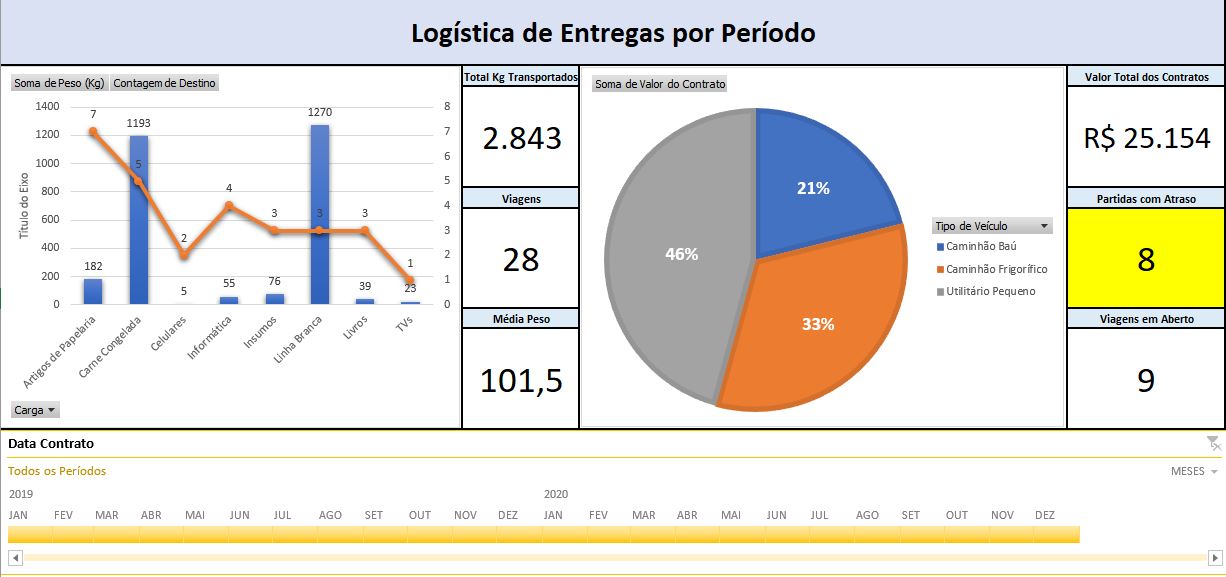 Logística de Entregas por Período
Soma de Peso (Kg) Contagem de Destino
Título do Eixo
1400
1200
1000
800
600
400
200
0
8
7
6
5
4
3
2
1
0
7
5
2
4
3
3
3
1
182
1193
5
55
76
1270
39
23
Artigos de Papelaria
Carne Congelada
Celulares
Informática
Insumos
Linha Branca
Livros
TVs
Carga
Total Kg Transportados
2.843
Viagens
28
Média Peso
101,5
Soma de Valor do Contrato
21%
46%
33%
Tipo de Veículo
Caminhão Baú
Caminhão Frigorífico
Utilitário Pequeno
Valor Total dos Contratos
R$ 25.154
Partidas com Atraso
8
Viagens em Aberto
9
Data Contrato
Todos os Períodos MESES
2019 2020
JAN FEV MAR ABR MAI JUN JUL AGO SET OUT NOV DEZ JAN FEV MAR ABR MAI JUN JUL AGO SET OUT NOV DEZ